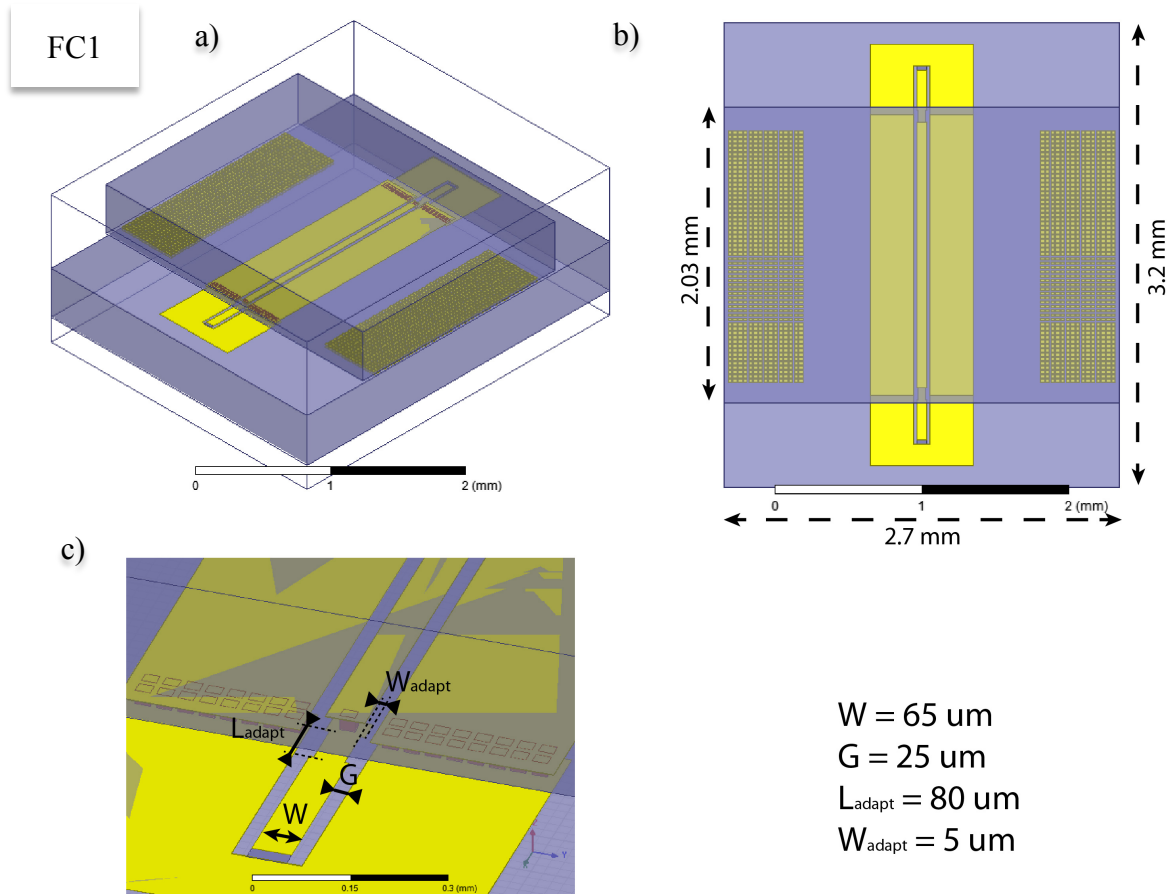 FC1
a)
0
1
2 (mm)
b)
2.03 mm
3.2 mm
0
1
2 (mm)
2.7 mm
c)
Wadapt
Ladapt
G
W
0
0.15
0.3 (mm)
Z
Y
X
W = 65 um
G = 25 um
Ladapt = 80 um
Wadapt = 5 um